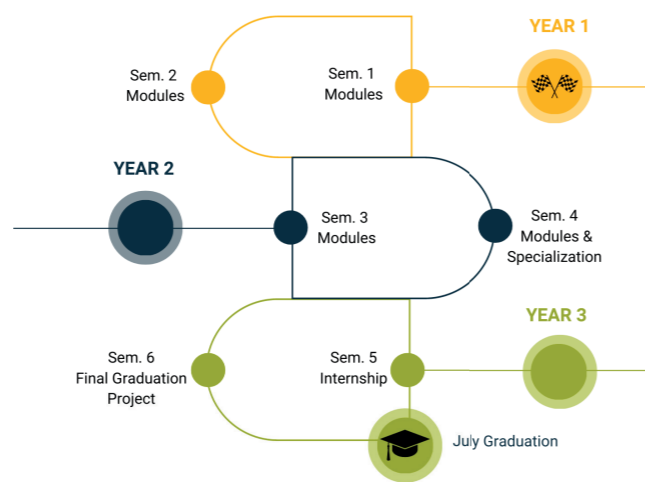 YEAR 1
Sem. 1
Modules
Sem. 2
Modules
YEAR 2
Sem. 3
Modules
Sem. 4
Modules &
Specialization
YEAR 3
Sem. 5
Internship
Sem. 6
Final Graduation
Project
July Graduation